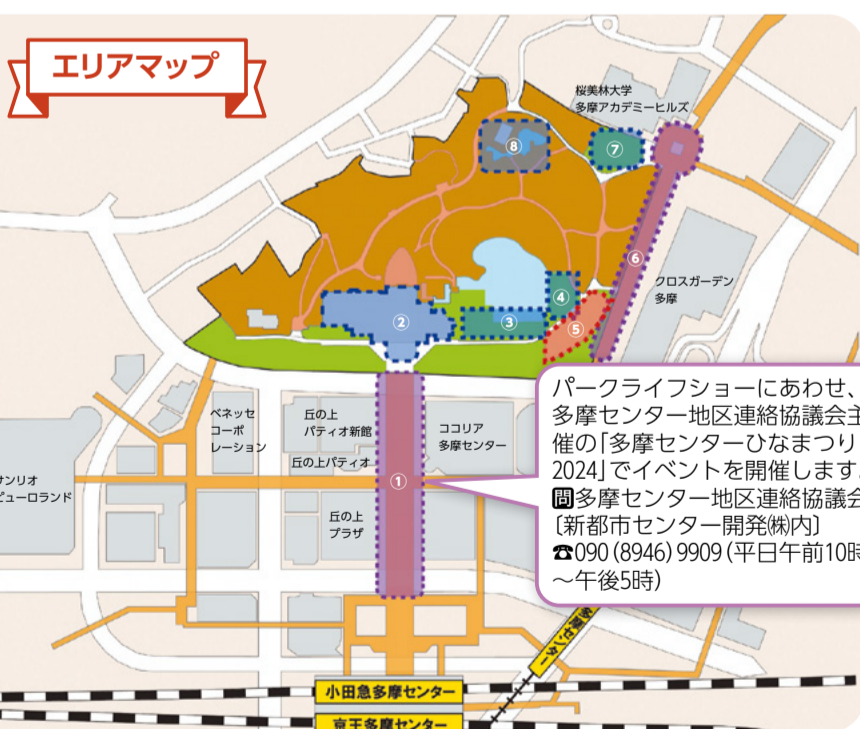 エリアマップ
桜美林大学
多摩アカデミーヒルズ
⑧
⑦
⑥
クロスガーデン
多摩
④
⑤
②
③
ベネッセ
コーポ
レーション
丘の上
パティオ新館
丘の上パティオ
ココリア
多摩センター
サンリオ
ピューロランド
①
丘の上
プラザ
パークライフショーにあわせ、
多摩センター地区連絡協議会主
催の「多摩センターひなまつり
2024」でイベントを開催します。
問多摩センター地区連絡協議会
〔新都市センター開発㈱内〕
☎090(8946)9909(平日午前10時
～午後5時)
多摩センター
小田急多摩センター
京王多摩センター